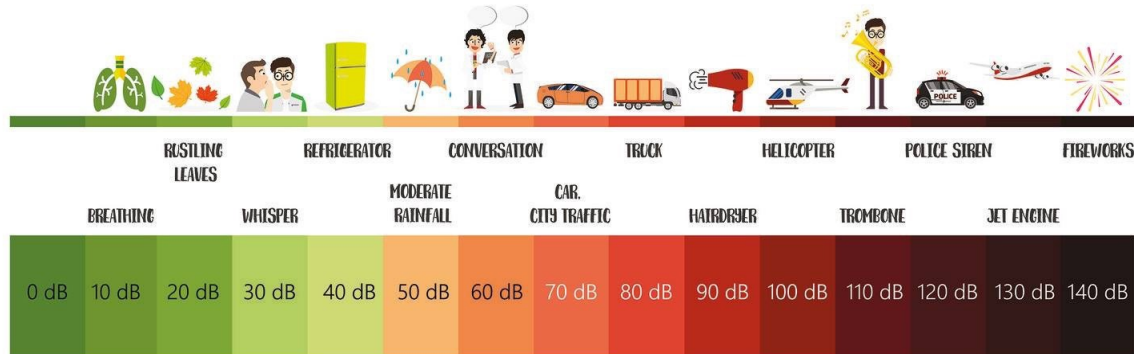 POLICE
RUSTLING
LEAVES
REFRIGERATOR
CONVERSATION
TRUCK
HELICOPTER
POLICE SIREN
FIREWORKS
BREATHING
WHISPER
MODERATE
RAINFALL
CAR,
CITY TRAFFIC
HAIRDRYER
TROMBONE
JET ENGINE
0 dB
10 dB
20 dB
30 dB
40 dB
50 dB
60 dB
70 dB
80 dB
90 dB
100 dB
110 dB
120 dB
130 dB
140 dB